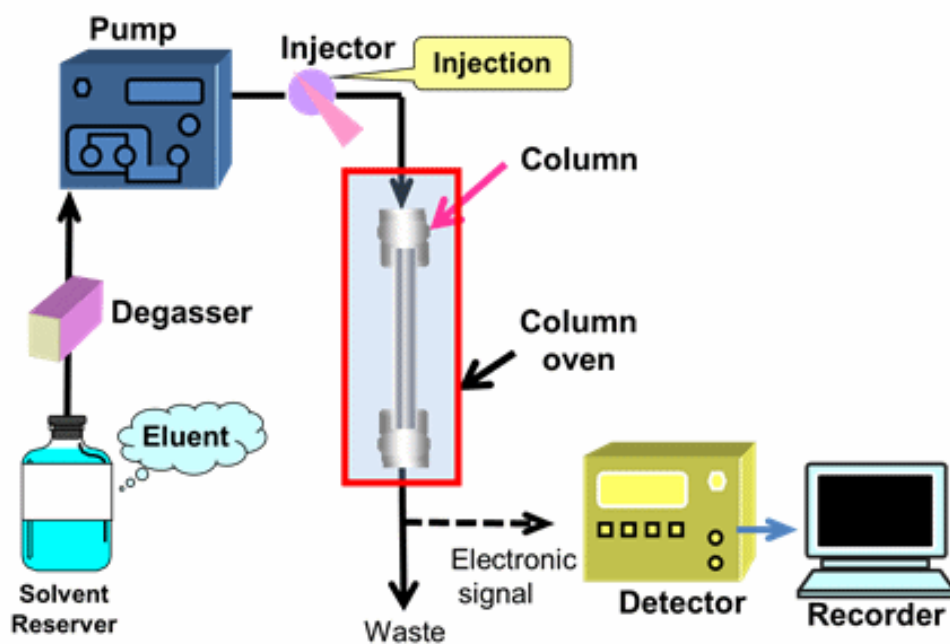 Pump
Injector
Injection
Column
Degasser
Column
oven
Eluent
Solvent
Reserver
Electronic
signal
Detector
Recorder
Waste